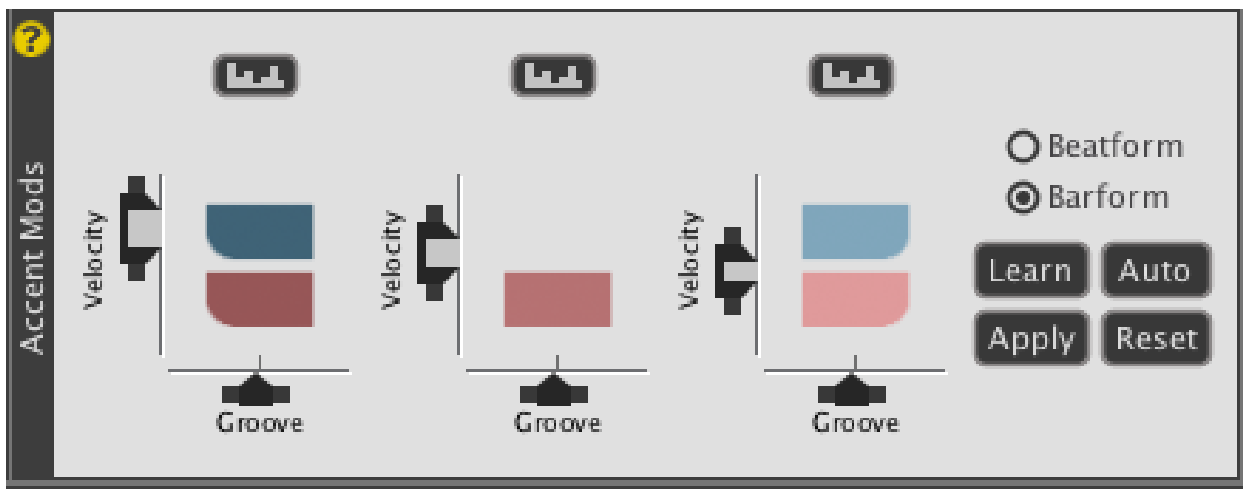 ?
Accent Mods
Velocity
Groove
Velocity
Groove
Velocity
Groove
Beatform
Barform
Learn
Auto
Apply
Reset